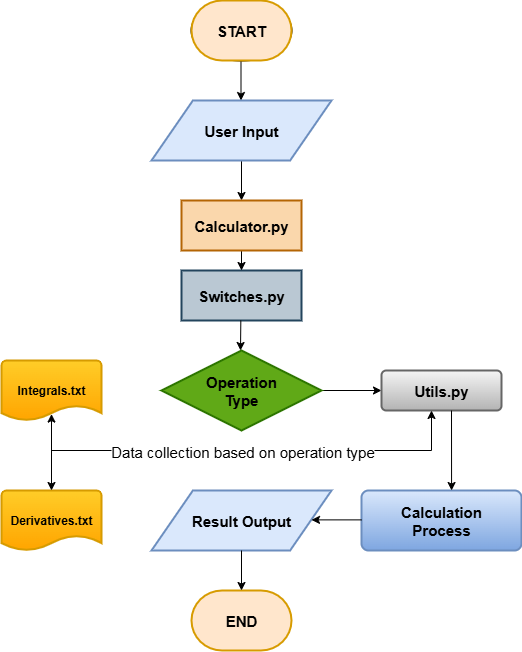 START
User Input
Calculator.py
Switches.py
Operation
Type
Integrals.txt
Utils.py
Data collection based on operation type
Derivatives.txt
Result Output
Calculation
Process
END